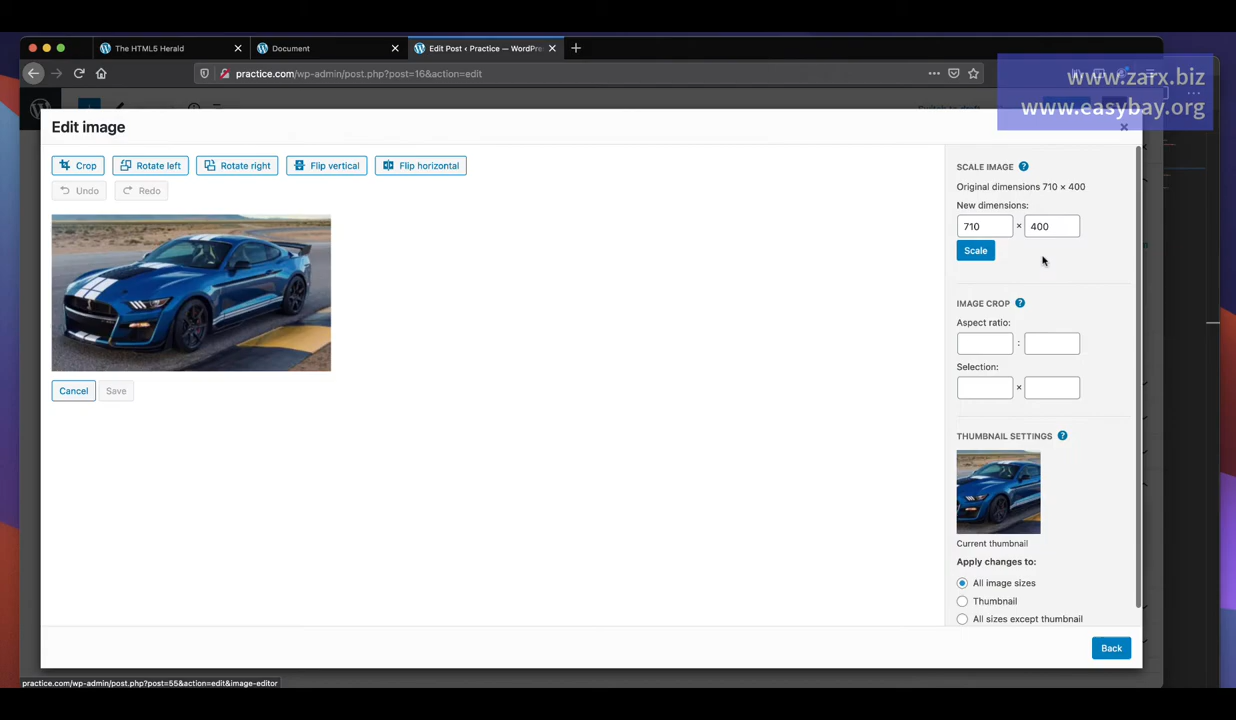 The HTML5 Herald
Document
Edit Post ‹ Practice — WordPre
practice.com/wp-admin/post.php?post=16&action=edit
www.zarx.biz
www.easybay.org
Edit image
Crop
Rotate left
Rotate right
Flip vertical
Flip horizontal
Undo
Redo
Cancel
Save
SCALE IMAGE
Original dimensions 710 × 400
New dimensions:
710 × 400
Scale
IMAGE CROP
Aspect ratio:
:
Selection:
×
THUMBNAIL SETTINGS
Current thumbnail
Apply changes to:
All image sizes
Thumbnail
All sizes except thumbnail
Back
practice.com/wp-admin/post.php?post=55&action=edit&image-editor